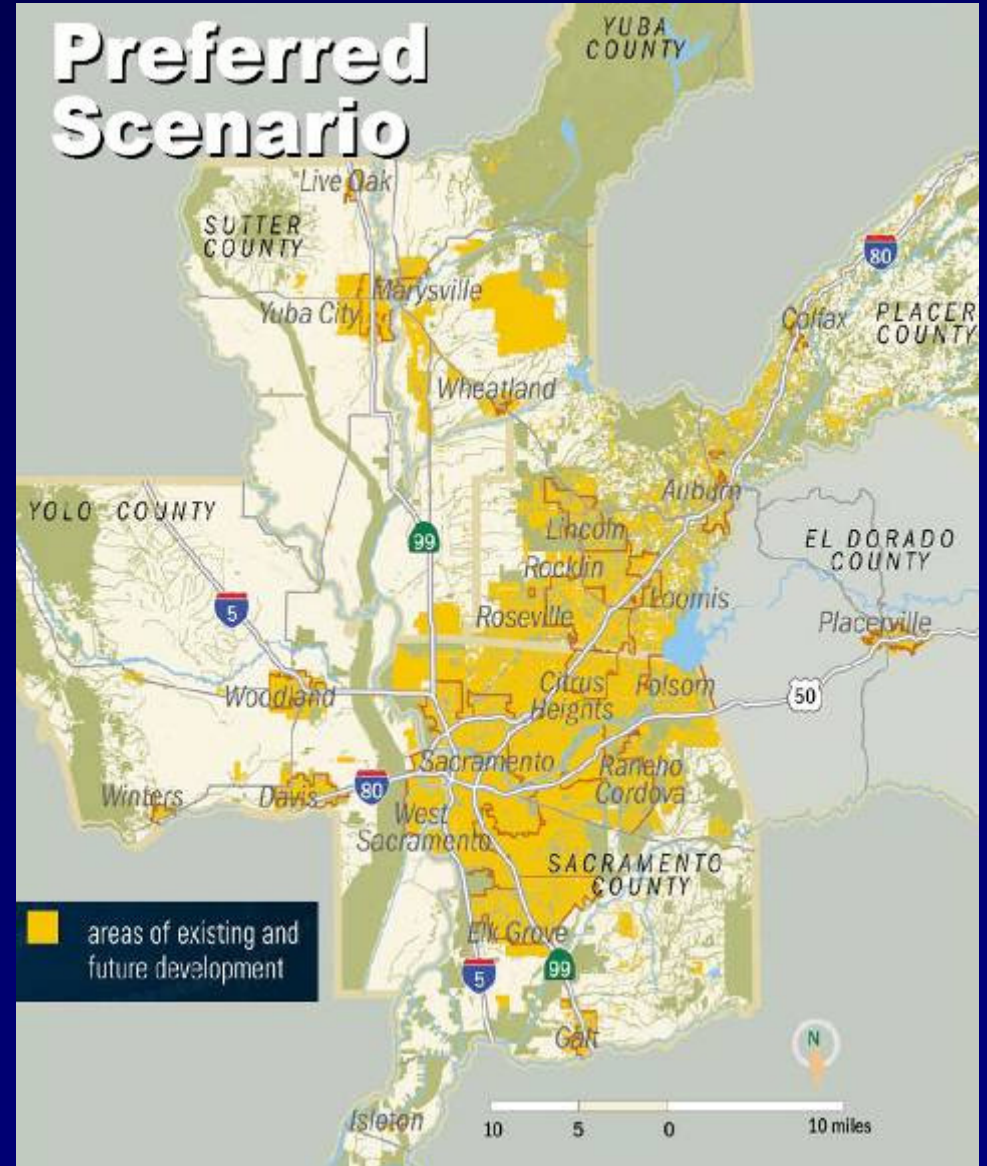 Preferred
Scenario
YUBA
COUNTY
Live Oak
SUTTER
COUNTY
80
Marysville
Yuba City
Colfax
PLACER
COUNTY
Wheatland
Auburn
YOLO COUNTY
Lincoln
99
EL DORADO
COUNTY
Rocklin
5
Roseville
Loomis
Placerville
Woodland
Citrus
Heights
Folsom
50
Sacramento
Rancho
Cordova
Winters
Davis
80
West
Sacramento
SACRAMENTO
COUNTY
areas of existing and
future development
Elk Grove
5
99
Galt
N
Isleton
10 5 0 10 miles